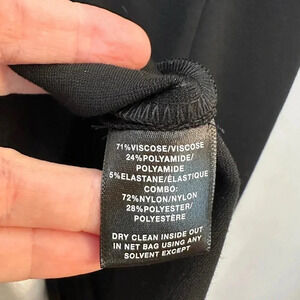 71%VISCOSE/VISCOSE
24%POLYAMIDE/
POLYAMIDE
5%ELASTANE/ÉLASTIQUE
COMBO:
72%NYLON/NYLON
28%POLYESTER/
POLYESTÈRE
DRY CLEAN INSIDE OUT
IN NET BAG USING ANY
SOLVENT EXCEPT